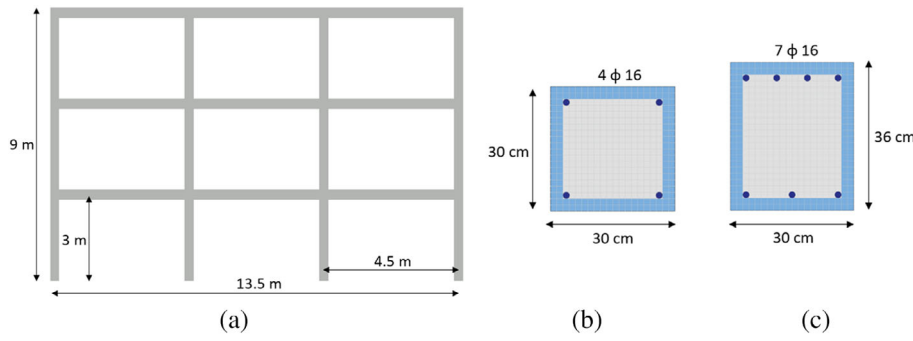 9 m
3 m
4.5 m
13.5 m
(a)
4 ϕ 16
30 cm
30 cm
(b)
7 ϕ 16
36 cm
30 cm
(c)